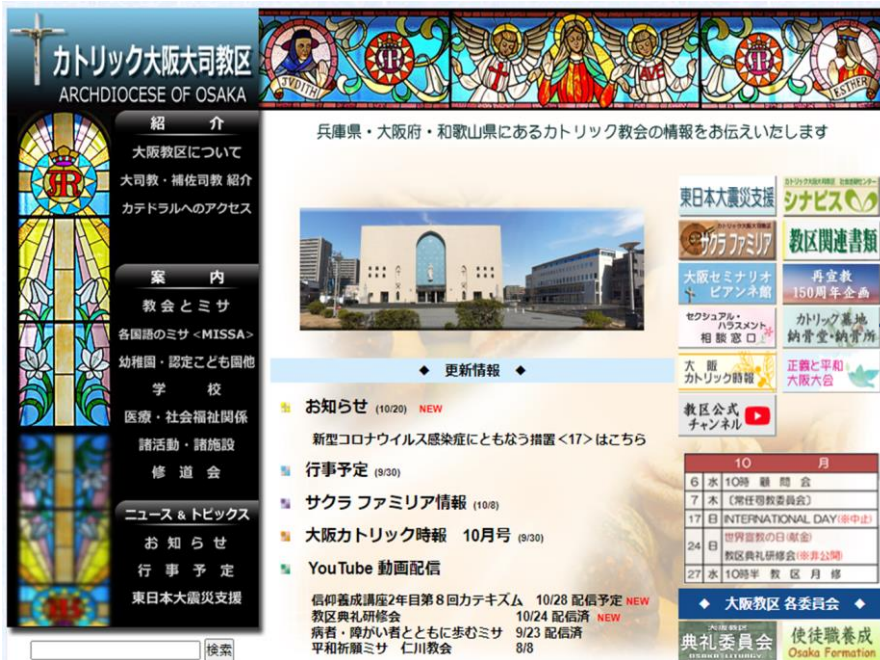 カトリック大阪大司教区
ARCHDIOCESE OF OSAKA
JVDITH
AVE
ESTHER
兵庫県・大阪府・和歌山県にあるカトリック教会の情報をお伝えいたします
紹　介
大阪教区について
大司教・補佐司教 紹介
カテドラルへのアクセス
案　内
教会とミサ
各国語のミサ <MISSA>
幼稚園・認定こども園他
学　校
医療・社会福祉関係
諸活動・諸施設
修 道 会
ニュース & トピックス
お 知 ら せ
行 事 予 定
東日本大震災支援
検索
◆ 更新情報 ◆
お知らせ (10/20) NEW
新型コロナウイルス感染症にともなう措置<17>はこちら
行事予定 (9/30)
サクラ ファミリア情報 (10/8)
大阪カトリック時報　10月号 (9/30)
YouTube 動画配信
信仰養成講座2年目第８回カテキズム　10/28 配信予定 NEW
教区典礼研修会　10/24 配信済 NEW
病者・障がい者とともに歩むミサ　9/23 配信済
平和祈願ミサ　仁川教会　8/8
東日本大震災支援
シナピス
サクラ ファミリア
教区関連書類
大阪セミナリオ
ビアンネ館
再宣教
150周年企画
セクシュアル・
ハラスメント
相談窓口
カトリック墓地
納骨堂・納骨所
大 阪
カトリック時報
正義と平和
大阪大会
教区公式
チャンネル
10　月
6 水 10時 顧 問 会
7 木 〔常任司教委員会〕
17 日 INTERNATIONAL DAY(※中止)
24 日 世界宣教の日(献金)
教区典礼研修会(※非公開)
27 水 10時半 教 区 月 修
◆ 大阪教区 各委員会 ◆
大阪教区
典礼委員会
OSAKA LITURGY
使徒職養成
Osaka Formation